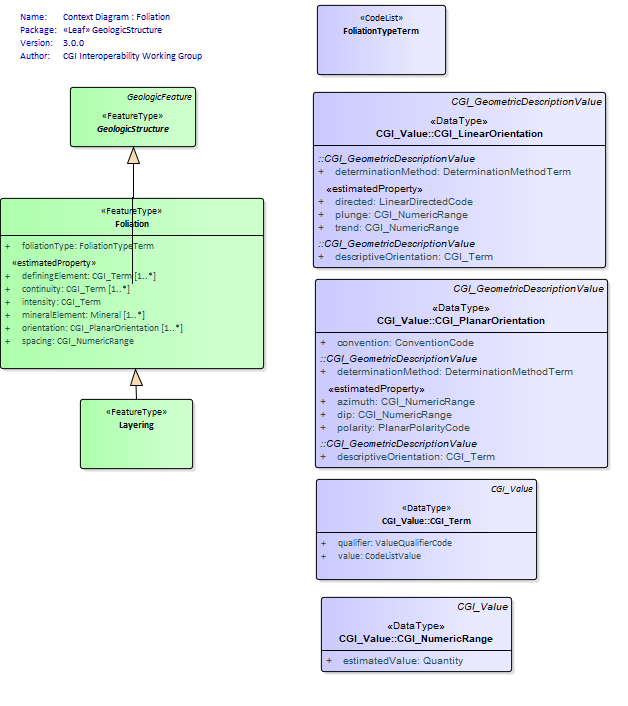 Name: Context Diagram : Foliation
Package: «Leaf» GeologicStructure
Version: 3.0.0
Author: CGI Interoperability Working Group
GeologicFeature
«FeatureType»
GeologicStructure
«FeatureType»
Foliation
+ foliationType: FoliationTypeTerm
«estimatedProperty»
+ definingElement: CGI_Term [1..*]
+ continuity: CGI_Term [1..*]
+ intensity: CGI_Term
+ mineralElement: Mineral [1..*]
+ orientation: CGI_PlanarOrientation [1..*]
+ spacing: CGI_NumericRange
«FeatureType»
Layering
«CodeList»
FoliationTypeTerm
CGI_GeometricDescriptionValue
«DataType»
CGI_Value::CGI_LinearOrientation
::CGI_GeometricDescriptionValue
+ determinationMethod: DeterminationMethodTerm
«estimatedProperty»
+ directed: LinearDirectedCode
+ plunge: CGI_NumericRange
+ trend: CGI_NumericRange
::CGI_GeometricDescriptionValue
+ descriptiveOrientation: CGI_Term
CGI_GeometricDescriptionValue
«DataType»
CGI_Value::CGI_PlanarOrientation
+ convention: ConventionCode
::CGI_GeometricDescriptionValue
+ determinationMethod: DeterminationMethodTerm
«estimatedProperty»
+ azimuth: CGI_NumericRange
+ dip: CGI_NumericRange
+ polarity: PlanarPolarityCode
::CGI_GeometricDescriptionValue
+ descriptiveOrientation: CGI_Term
CGI_Value
«DataType»
CGI_Value::CGI_Term
+ qualifier: ValueQualifierCode
+ value: CodeListValue
CGI_Value
«DataType»
CGI_Value::CGI_NumericRange
+ estimatedValue: Quantity